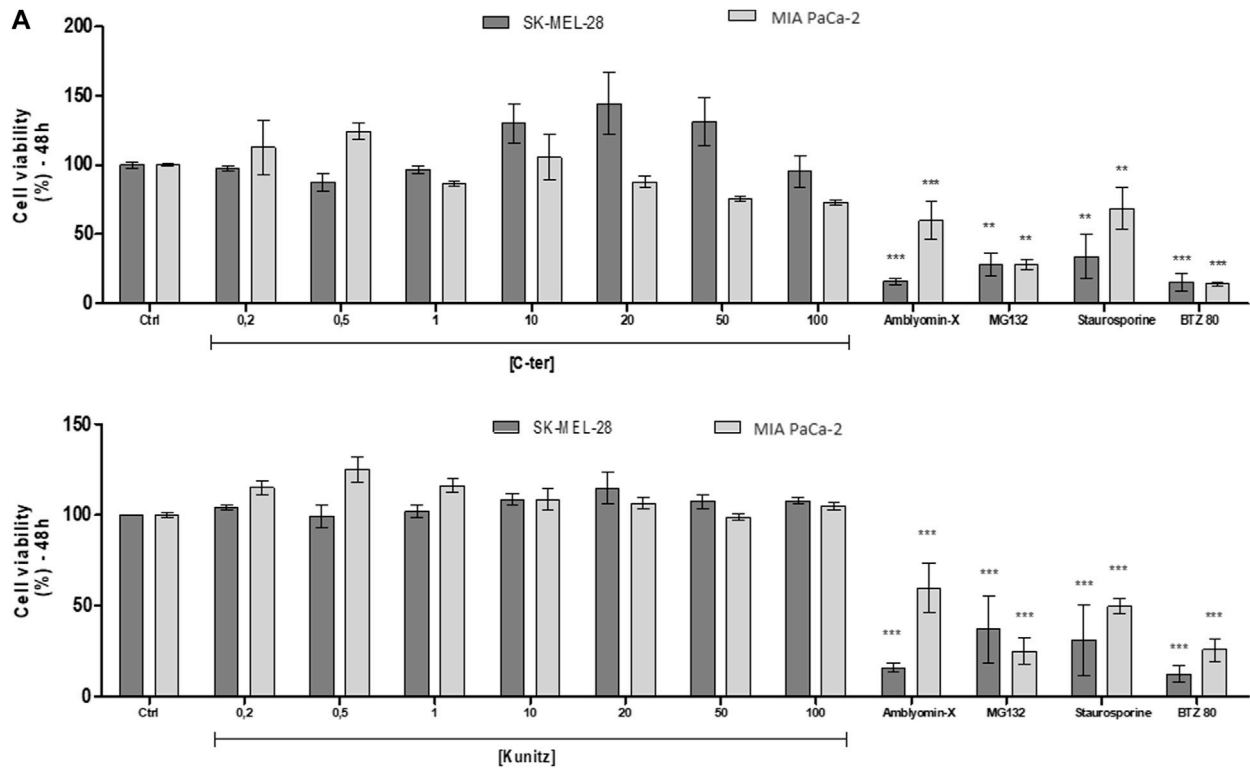 A
SK-MEL-28
MIA PaCa-2
Cell viability
(%) - 48h
200
150
100
50
0
*** *** ** ** ** ** *** ***
Ctrl 0,2 0,5 1 10 20 50 100 Amblyomin-X MG132 Staurosporine BTZ 80
[C-ter]
SK-MEL-28
MIA PaCa-2
Cell viability
(%) - 48h
150
100
50
0
*** *** *** *** *** *** *** ***
Ctrl 0,2 0,5 1 10 20 50 100 Amblyomin-X MG132 Staurosporine BTZ 80
[Kunitz]